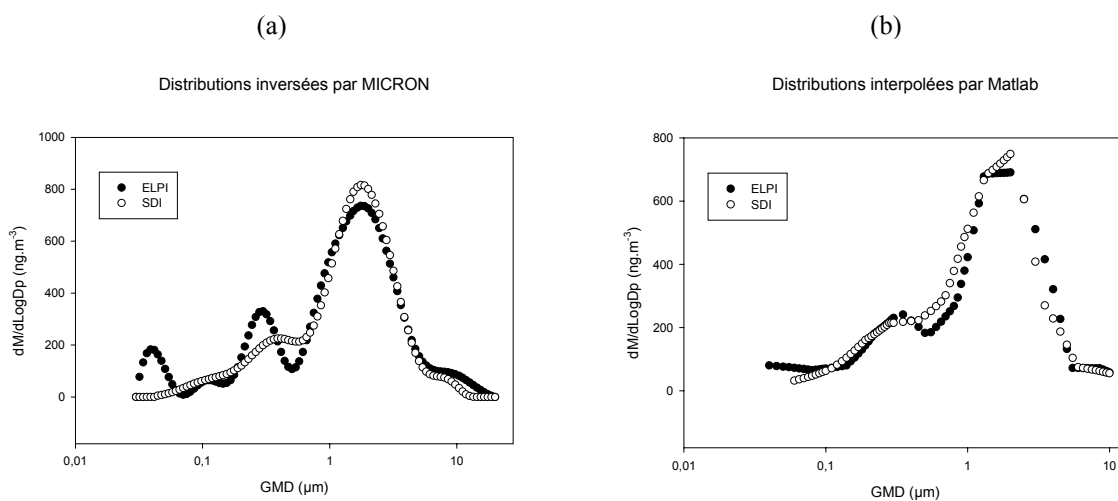 (a)
Distributions inversées par MICRON
1000
800
600
400
200
0
dM/dLogDp (ng.m-3)
ELPI
SDI
0,01
0,1
1
10
GMD (µm)
(b)
Distributions interpolées par Matlab
800
600
400
200
0
dM/dLogDp (ng.m-3)
ELPI
SDI
0,01
0,1
1
10
GMD (µm)